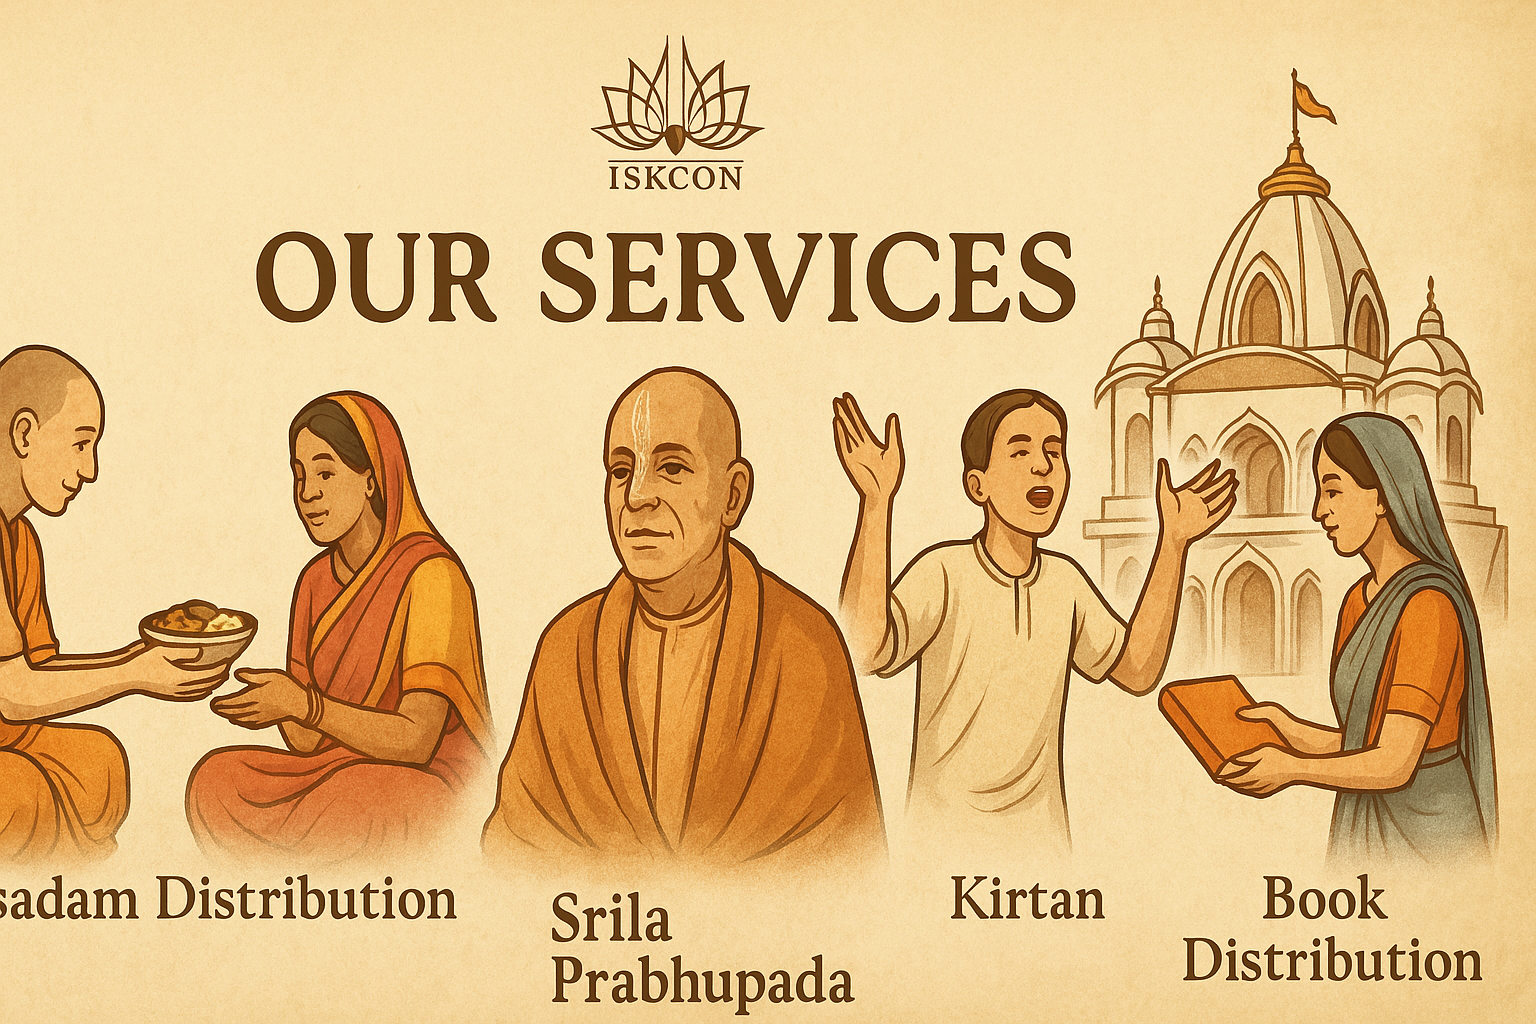 ISKCON
OUR SERVICES
sadam Distribution
Srila
Prabhupada
Kirtan
Book
Distribution